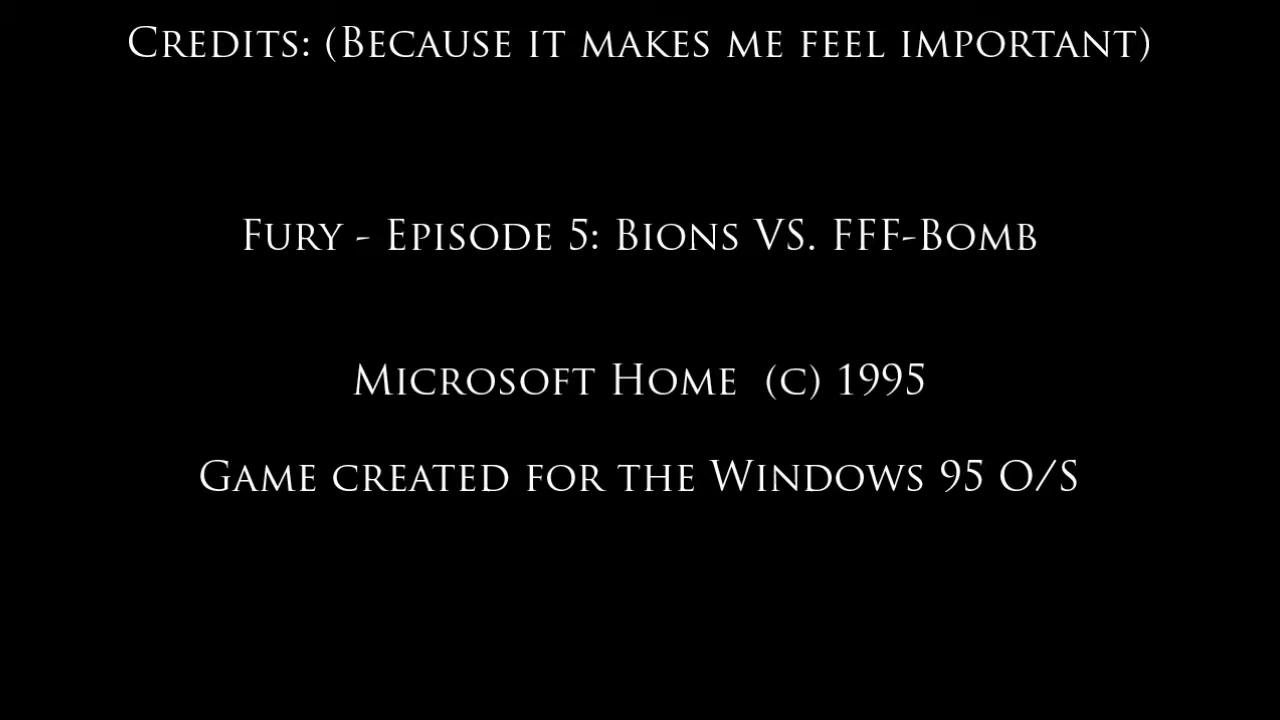 Credits: (Because it makes me feel important)
Fury - Episode 5: Bions VS. FFF-Bomb
Microsoft Home (c) 1995
Game created for the Windows 95 O/S